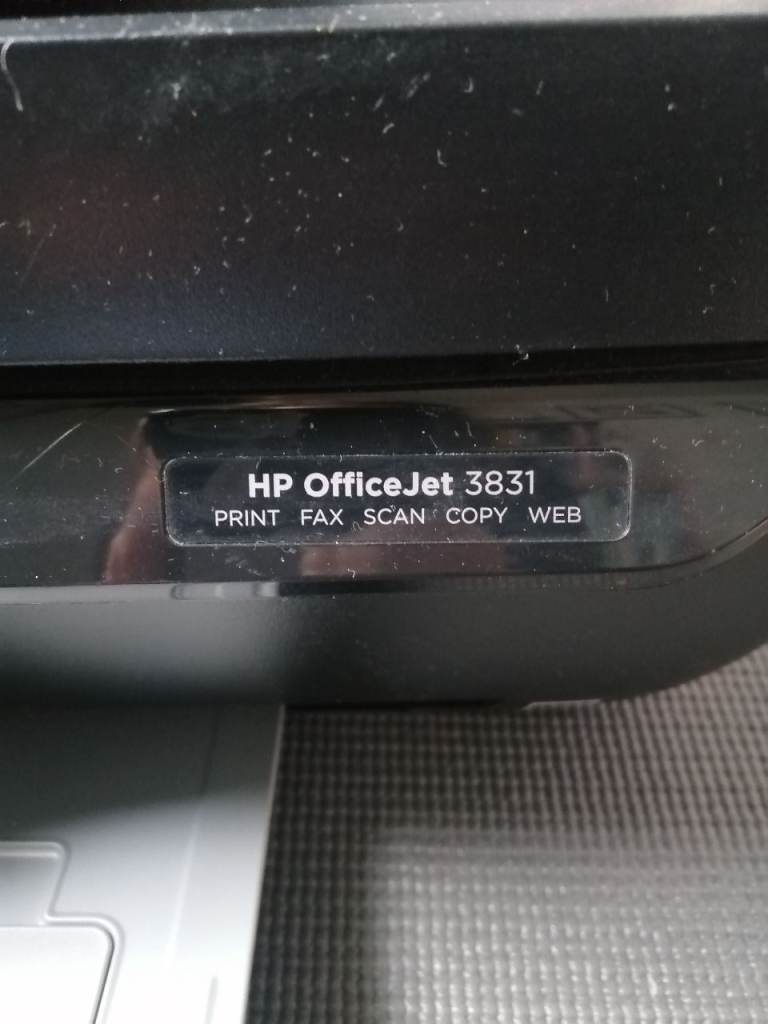 HP OfficeJet 3831
PRINT FAX SCAN COPY WEB